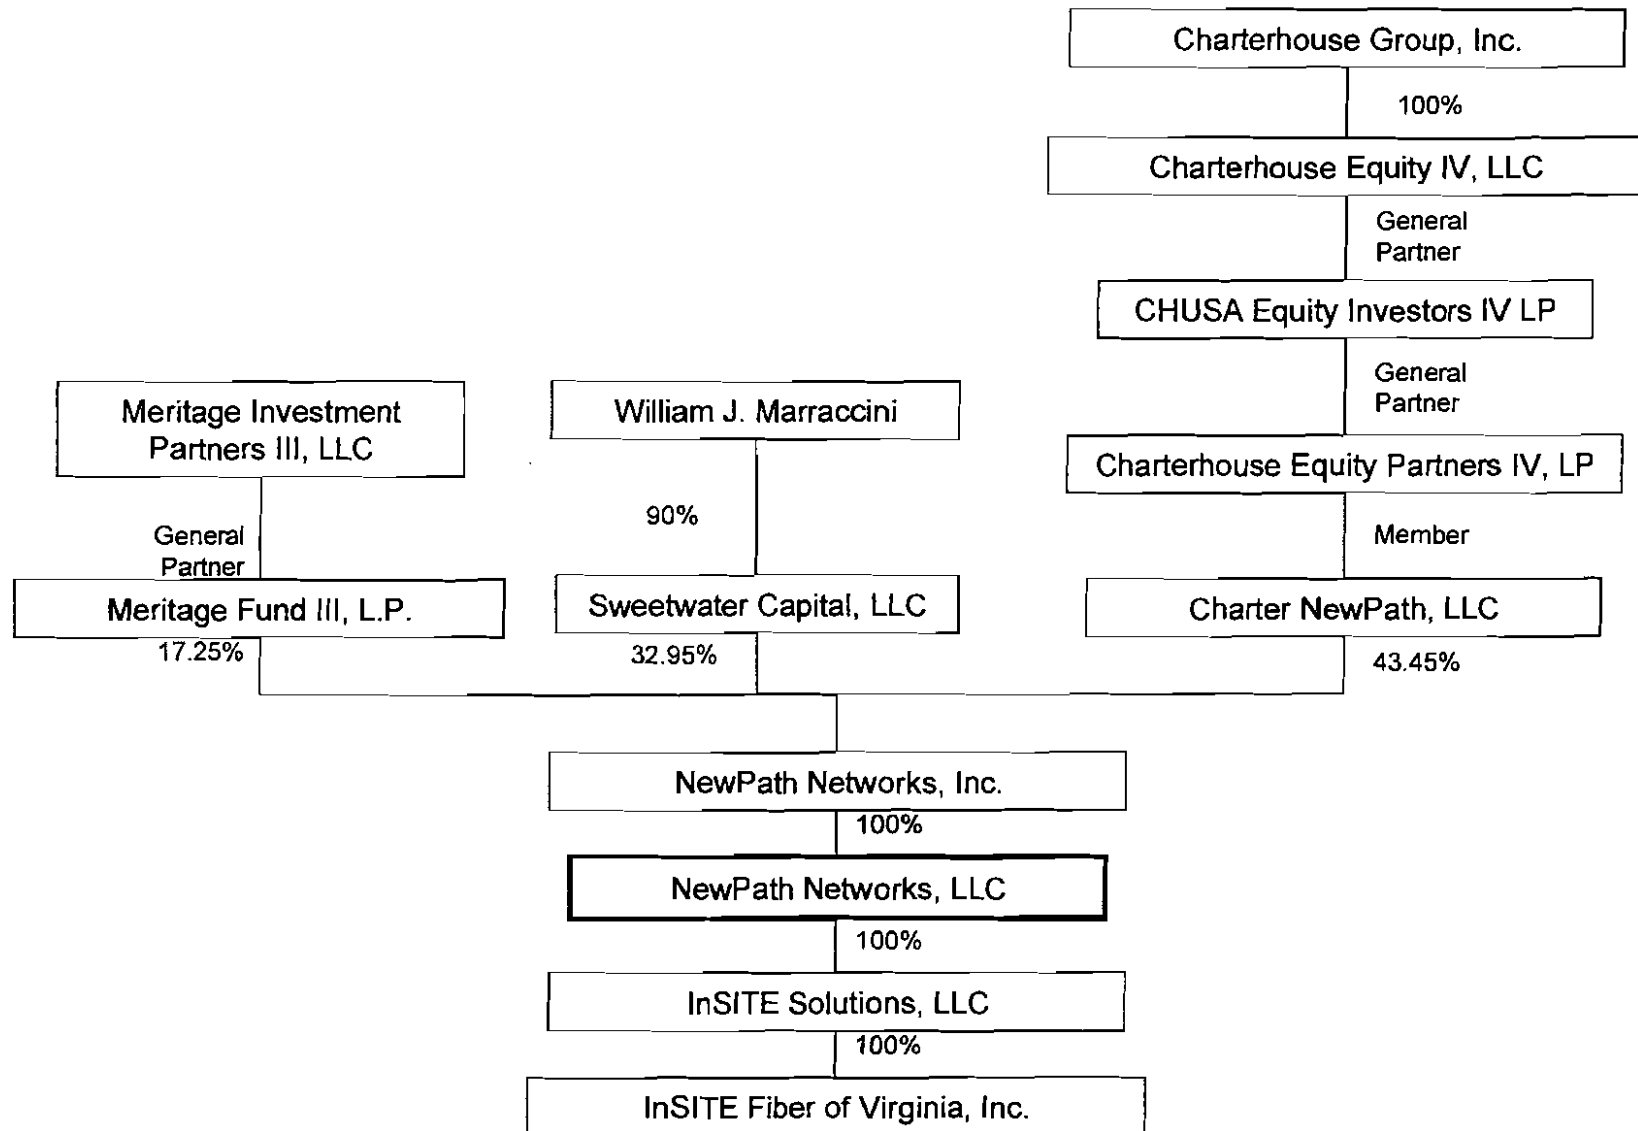 Charterhouse Group, Inc.
100%
Charterhouse Equity IV, LLC
General
Partner
CHUSA Equity Investors IV LP
General
Partner
Meritage Investment
Partners III, LLC
William J. Marraccini
Charterhouse Equity Partners IV, LP
General
Partner
90%
Member
Meritage Fund III, L.P.
Sweetwater Capital, LLC
Charter NewPath, LLC
17.25%
32.95%
43.45%
NewPath Networks, Inc.
100%
NewPath Networks, LLC
100%
InSITE Solutions, LLC
100%
InSITE Fiber of Virginia, Inc.